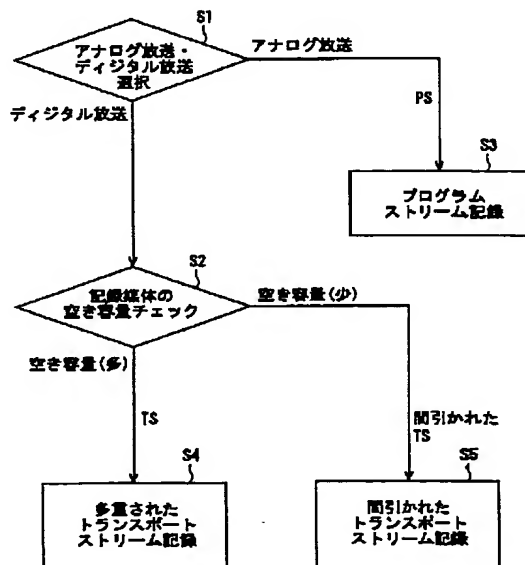 S1
アナログ放送・
ディジタル放送
選択
アナログ放送
ディジタル放送
PS
S3
プログラム
ストリーム記録
S2
記録媒体の
空き容量チェック
空き容量(少)
空き容量(多)
TS
間引かれた
TS
S4
多重された
トランスポート
ストリーム記録
S5
間引かれた
トランスポート
ストリーム記録